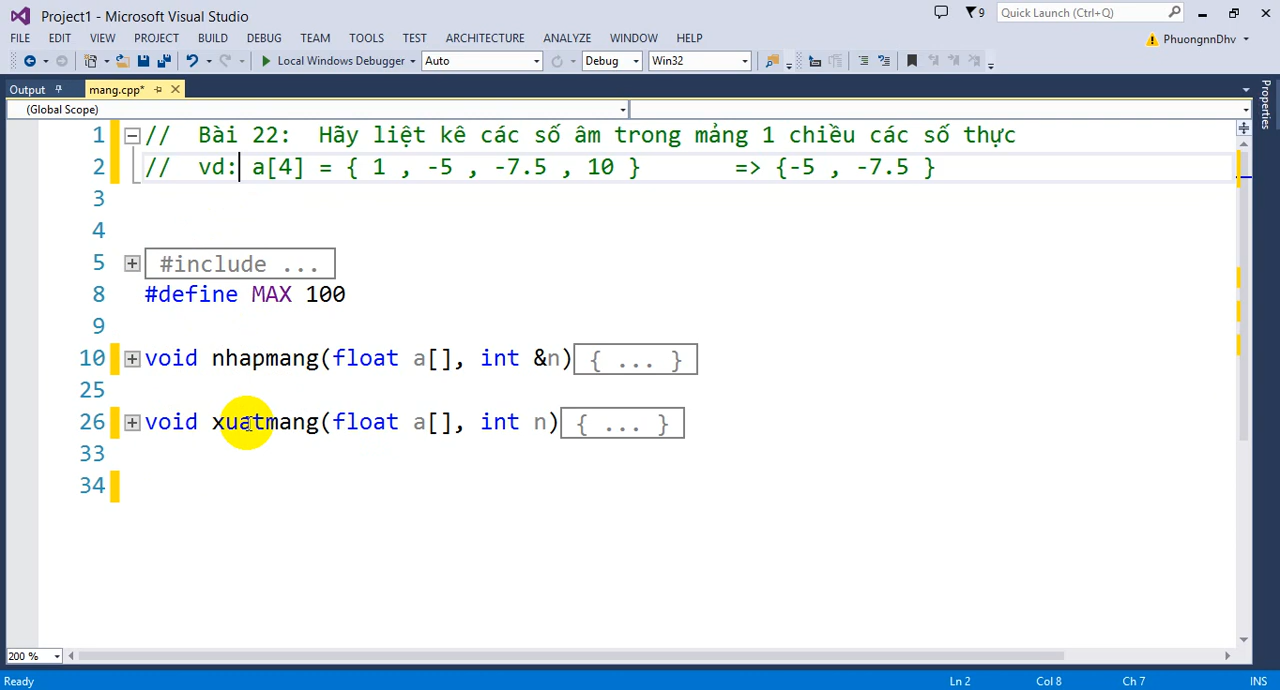 Project1 - Microsoft Visual Studio
9
Quick Launch (Ctrl+Q)
FILE EDIT VIEW PROJECT BUILD DEBUG TEAM TOOLS TEST ARCHITECTURE ANALYZE WINDOW HELP
PhuongnnDhv
Local Windows Debugger Auto Debug Win32
Output mang.cpp*
Properties
(Global Scope)
1 // Bài 22: Hãy liệt kê các số âm trong mảng 1 chiều các số thực
2 // vd: a[4] = { 1 , -5 , -7.5 , 10 } => {-5 , -7.5 }
3
4
5 #include ...
8 #define MAX 100
9
10 void nhapmang(float a[], int &n){ ... }
25
26 void xuatmang(float a[], int n){ ... }
33
34
200 %
Ready Ln 2 Col 8 Ch 7 INS